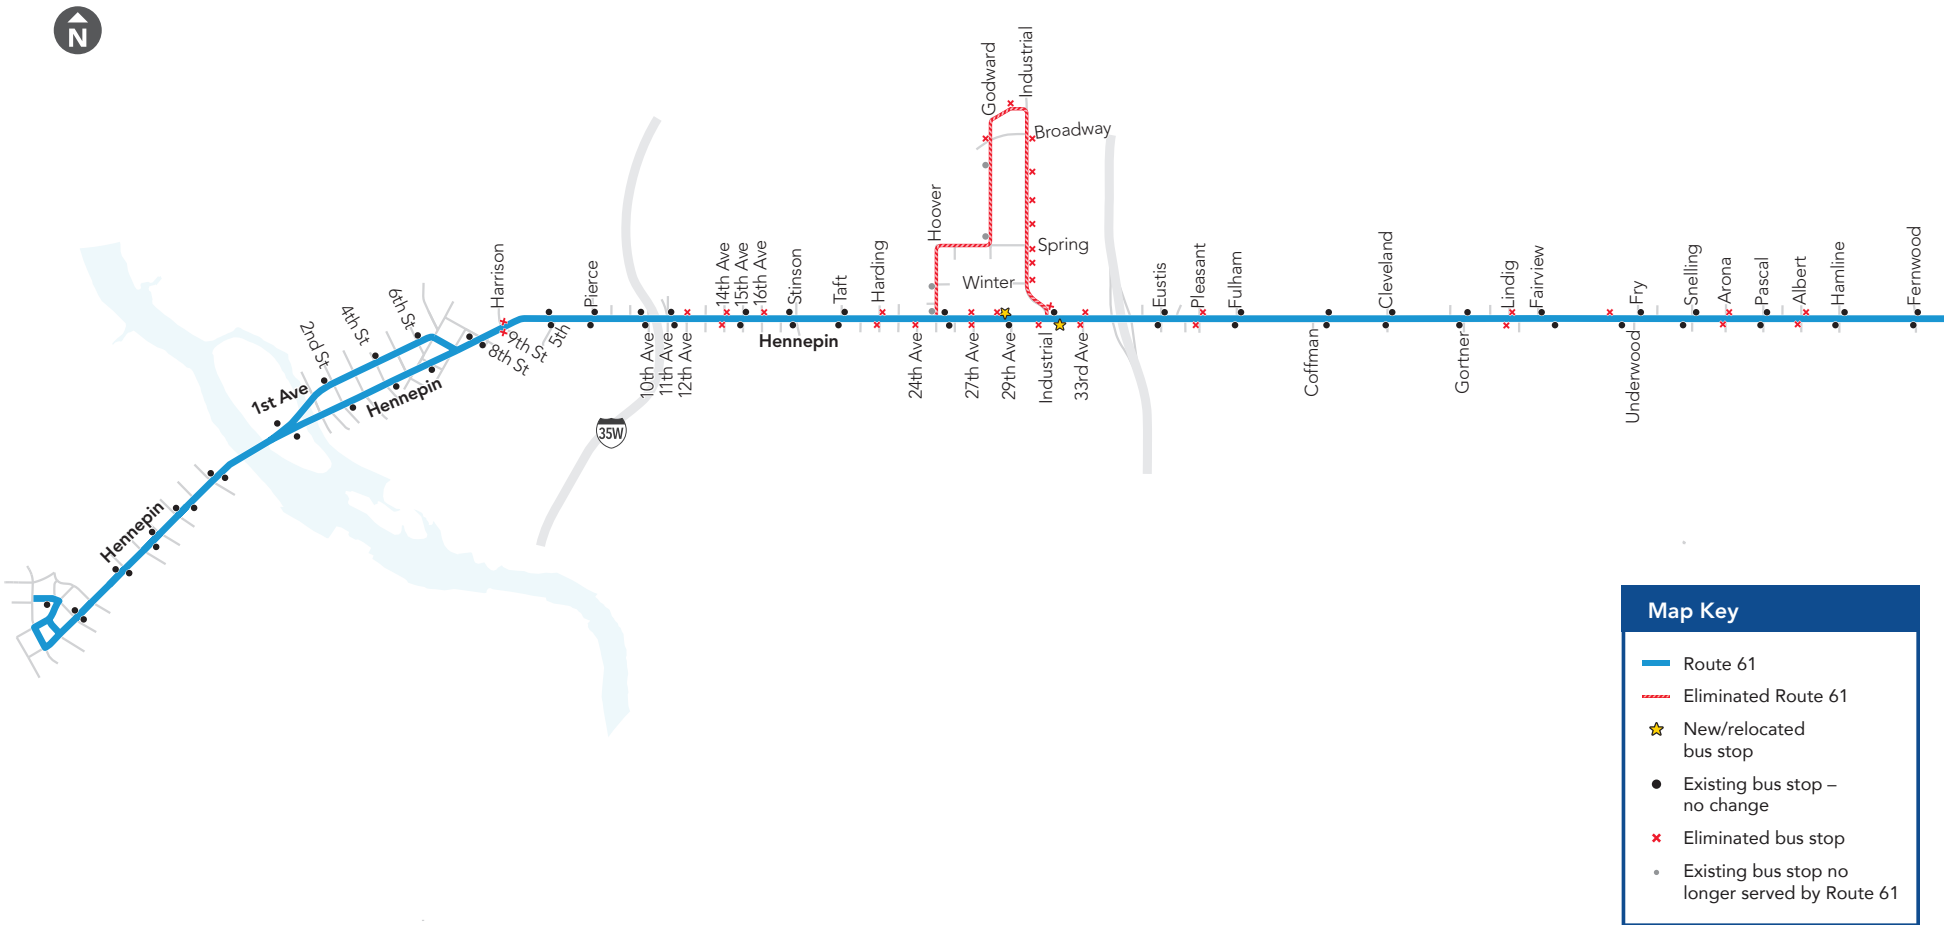 N
Godward
Industrial
Broadway
Hoover
Spring
Winter
Harrison
Pierce
14th Ave
15th Ave
16th Ave
Stinson
Taft
Harding
Eustis
Pleasant
Fulham
Cleveland
Lindig
Fairview
Fry
Snelling
Arona
Pascal
Albert
Hamline
Fernwood
6th St
4th St
2nd St
1st Ave
Hennepin
9th St
8th St
5th
10th Ave
11th Ave
12th Ave
Hennepin
24th Ave
27th Ave
29th Ave
Industrial
33rd Ave
Coffman
Gortner
Underwood
35W
Hennepin
Map Key
Route 61
Eliminated Route 61
New/relocated
bus stop
Existing bus stop –
no change
Eliminated bus stop
Existing bus stop no
longer served by Route 61